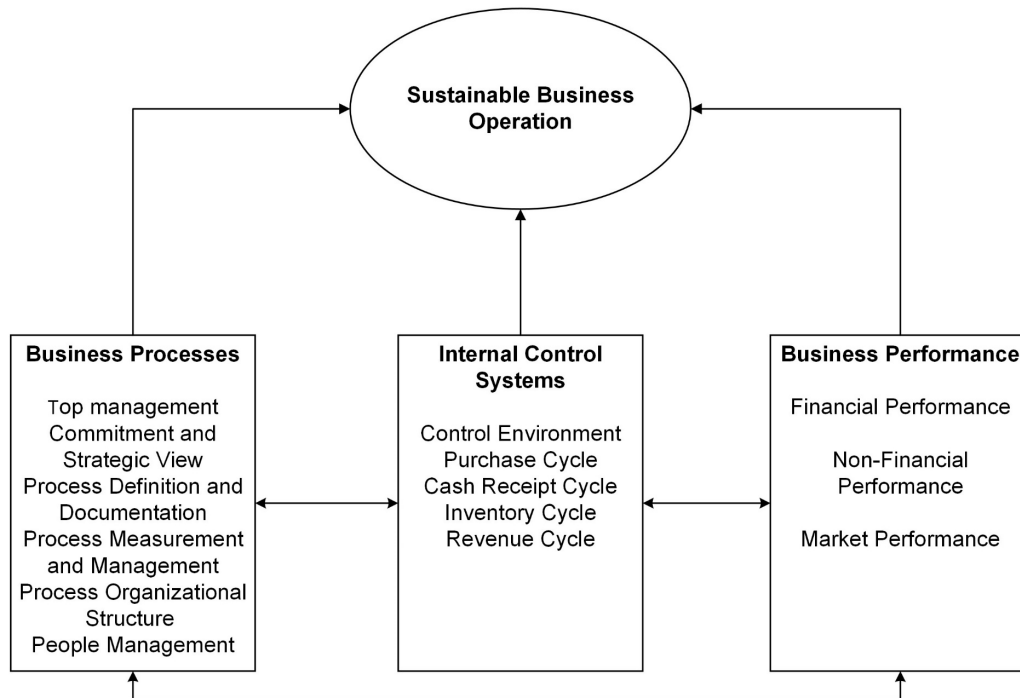 Sustainable Business
Operation
Business Processes
Top management
Commitment and
Strategic View
Process Definition and
Documentation
Process Measurement
and Management
Process Organizational
Structure
People Management
Internal Control
Systems
Control Environment
Purchase Cycle
Cash Receipt Cycle
Inventory Cycle
Revenue Cycle
Business Performance
Financial Performance
Non-Financial
Performance
Market Performance